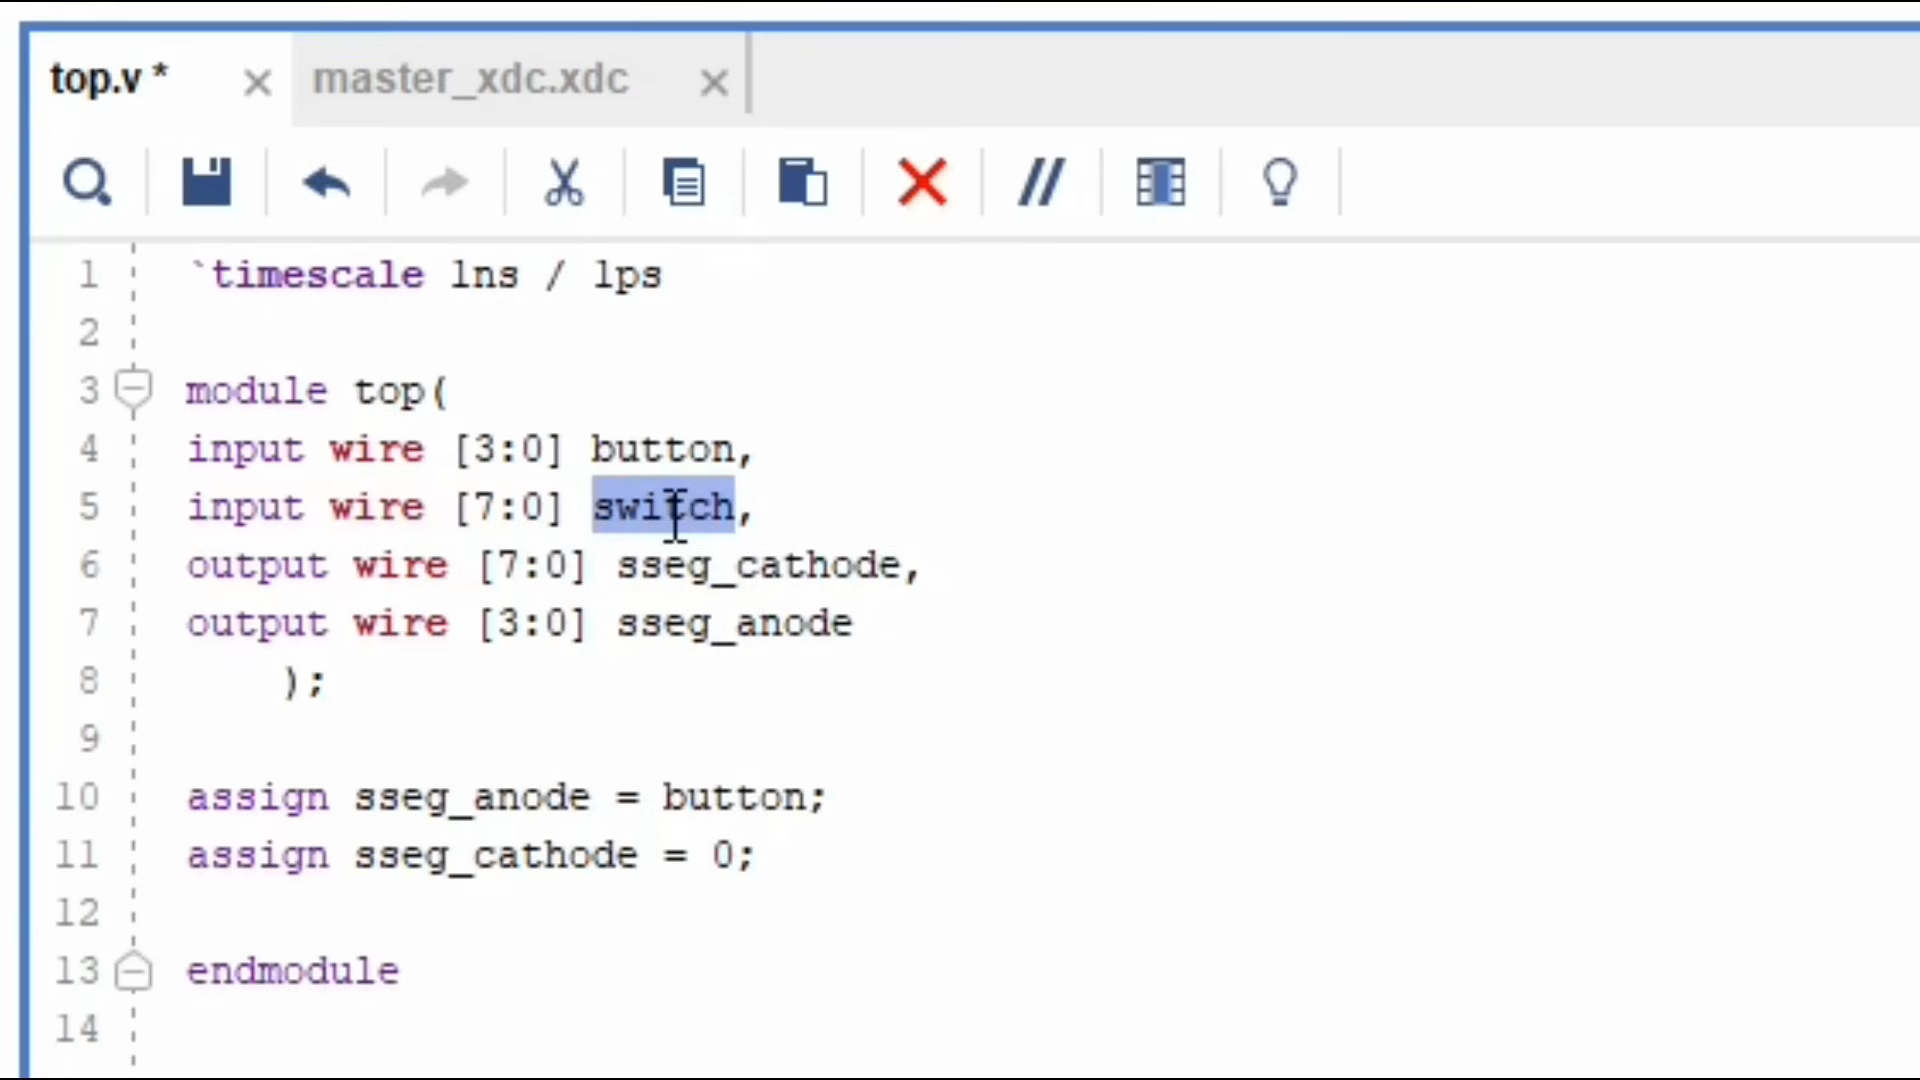 top.v *
master_xdc.xdc
//
1 `timescale 1ns / 1ps
2
3 module top(
4 input wire [3:0] button,
5 input wire [7:0] switch,
6 output wire [7:0] sseg_cathode,
7 output wire [3:0] sseg_anode
8 );
9
10 assign sseg_anode = button;
11 assign sseg_cathode = 0;
12
13 endmodule
14